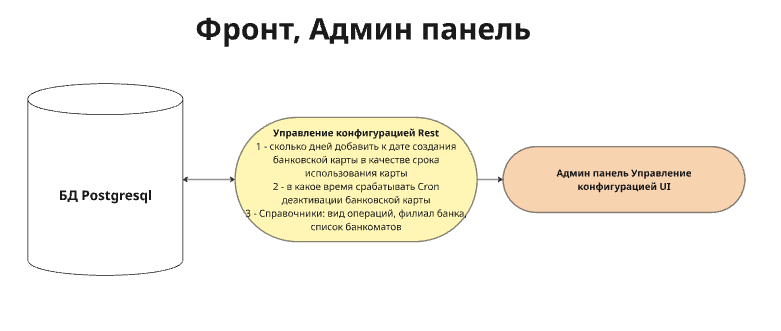 Фронт, Админ панель
БД Postgresql
Управление конфигурацией Rest
1 - сколько дней добавить к дате создания
банковской карты в качестве срока
использования карты
2 - в какое время срабатывать Cron
деактивации банковской карты
3 - Справочники: вид операций, филиал банка,
список банкоматов
Админ панель Управление
конфигурацией UI